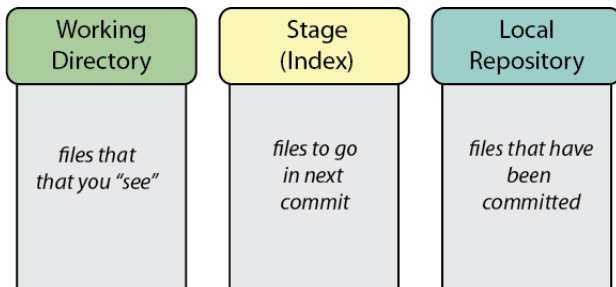 Working
Directory
Stage
(Index)
Local
Repository
files that
that you “see”
files to go
in next
commit
files that have
been
committed